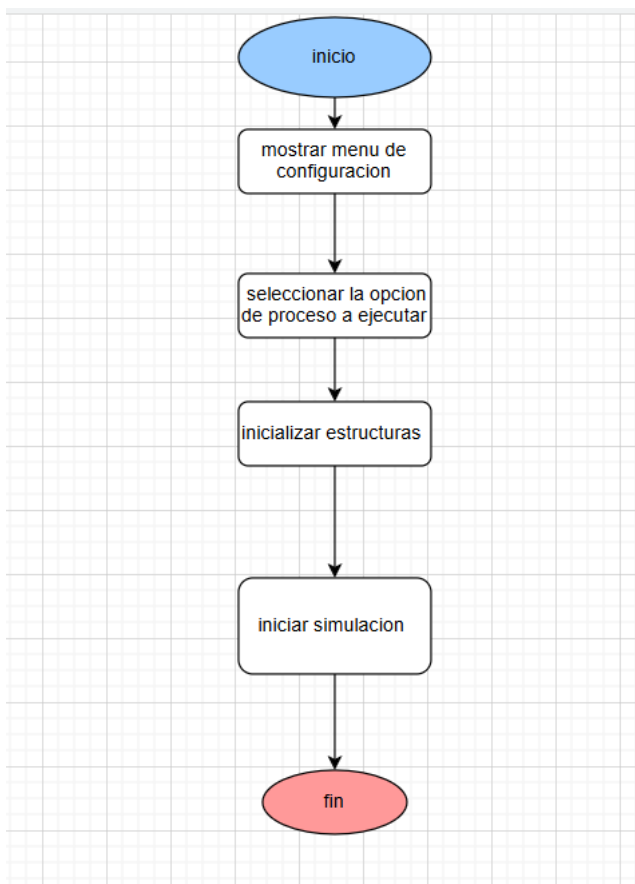 inicio
mostrar menu de
configuracion
seleccionar la opcion
de proceso a ejecutar
inicializar estructuras
iniciar simulacion
fin